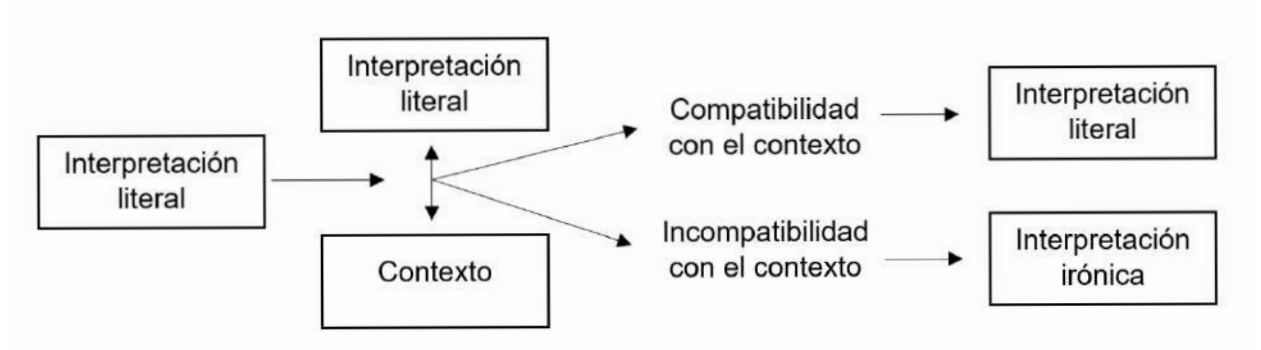 Interpretación
literal
Interpretación
literal
Contexto
Compatibilidad
con el contexto
Incompatibilidad
con el contexto
Interpretación
literal
Interpretación
irónica